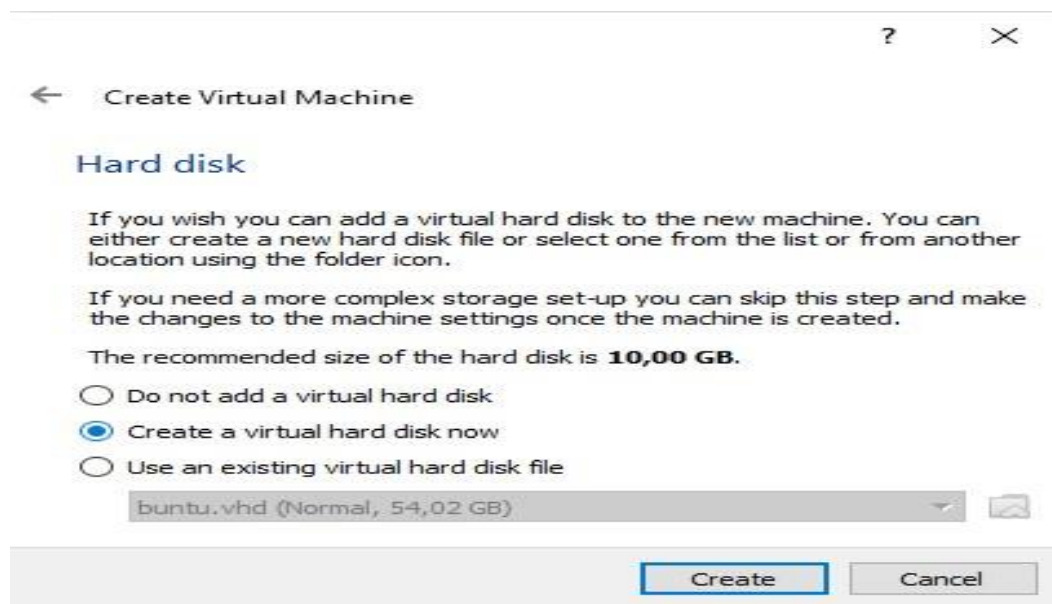 ?
Create Virtual Machine
Hard disk
If you wish you can add a virtual hard disk to the new machine. You can
either create a new hard disk file or select one from the list or from another
location using the folder icon.
If you need a more complex storage set-up you can skip this step and make
the changes to the machine settings once the machine is created.
The recommended size of the hard disk is 10,00 GB.
Do not add a virtual hard disk
Create a virtual hard disk now
Use an existing virtual hard disk file
buntu.vhd (Normal, 54,02 GB)
Create Cancel